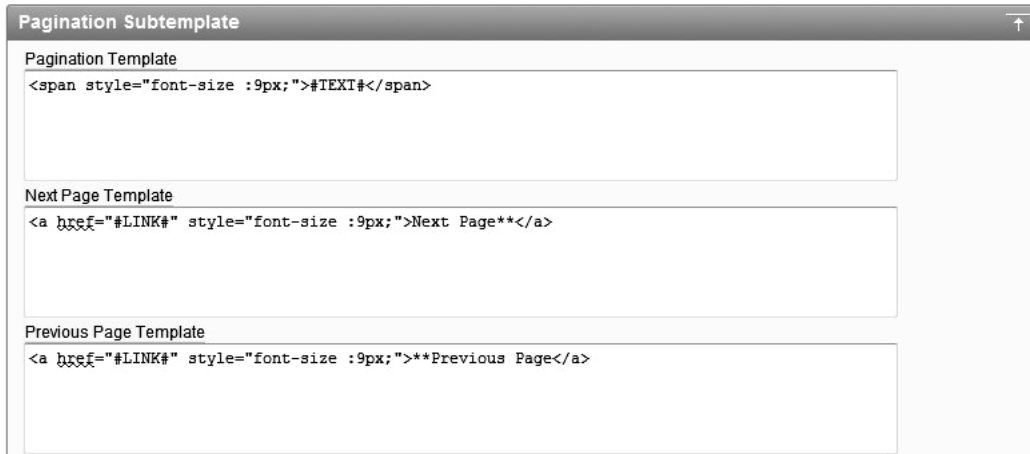 Pagination Subtemplate
Pagination Template
<span style="font-size :9px;">#TEXT#</span>
Next Page Template
<a href="#LINK#" style="font-size :9px;">Next Page**</a>
Previous Page Template
<a href="#LINK#" style="font-size :9px;">**Previous Page</a>